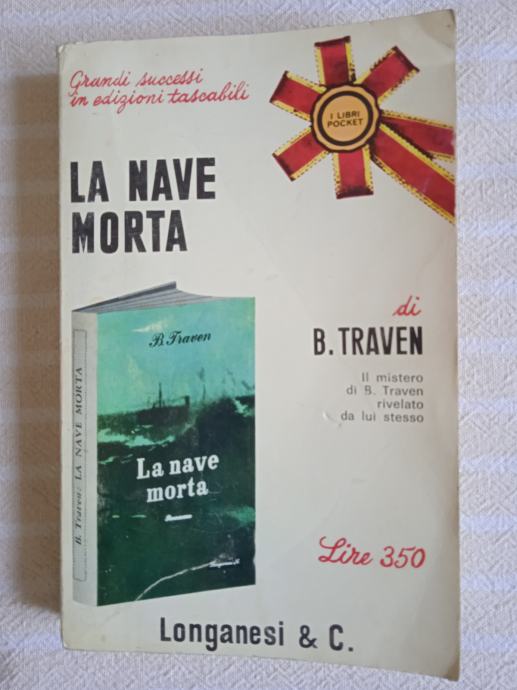 Grandi successi
in edizioni tascabili
I LIBRI
POCKET
LA NAVE
MORTA
di
B. TRAVEN
Il mistero
di B. Traven
rivelato
da lui stesso
B. Traven
La nave
morta
Romanzo
B. Traven: LA NAVE MORTA
Lire 350
Longanesi & C.